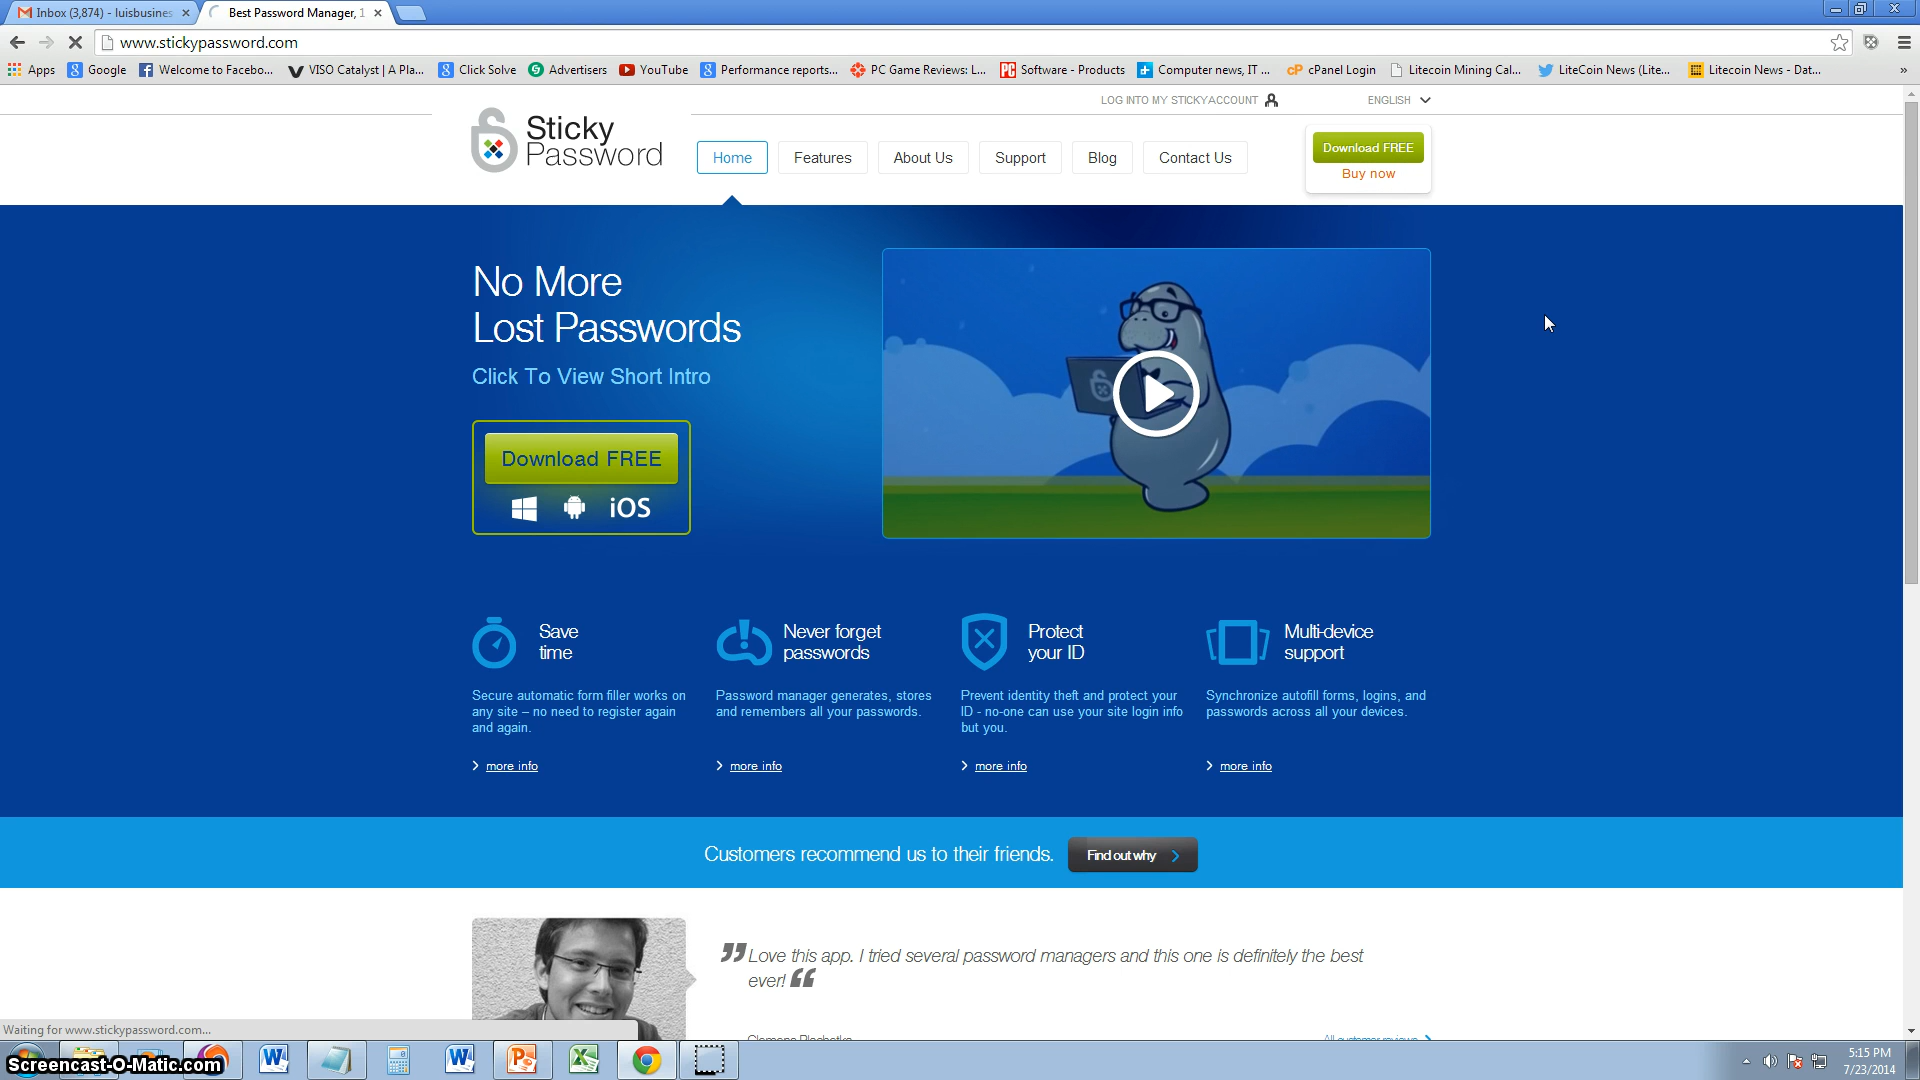 Inbox (3,874) - luisbusines
Best Password Manager, 1
www.stickypassword.com
Apps
Google
Welcome to Facebo...
VISO Catalyst | A Pla...
Click Solve
Advertisers
YouTube
Performance reports...
PC Game Reviews: L...
Software - Products
Computer news, IT ...
cPanel Login
Litecoin Mining Cal...
LiteCoin News (Lite...
Litecoin News - Dat...
»
LOG INTO MY STICKYACCOUNT
ENGLISH
Sticky
Password
Home
Features
About Us
Support
Blog
Contact Us
Download FREE
Buy now
No More
Lost Passwords
Click To View Short Intro
Download FREE
iOS
Save
time
Secure automatic form filler works on
any site – no need to register again
and again.
more info
Never forget
passwords
Password manager generates, stores
and remembers all your passwords.
more info
Protect
your ID
Prevent identity theft and protect your
ID - no-one can use your site login info
but you.
more info
Multi-device
support
Synchronize autofill forms, logins, and
passwords across all your devices.
more info
Customers recommend us to their friends.
Find out why
Love this app. I tried several password managers and this one is definitely the best
ever!
All customer reviews
Waiting for www.stickypassword.com...
Screencast-O-Matic.com
5:15 PM
7/23/2014